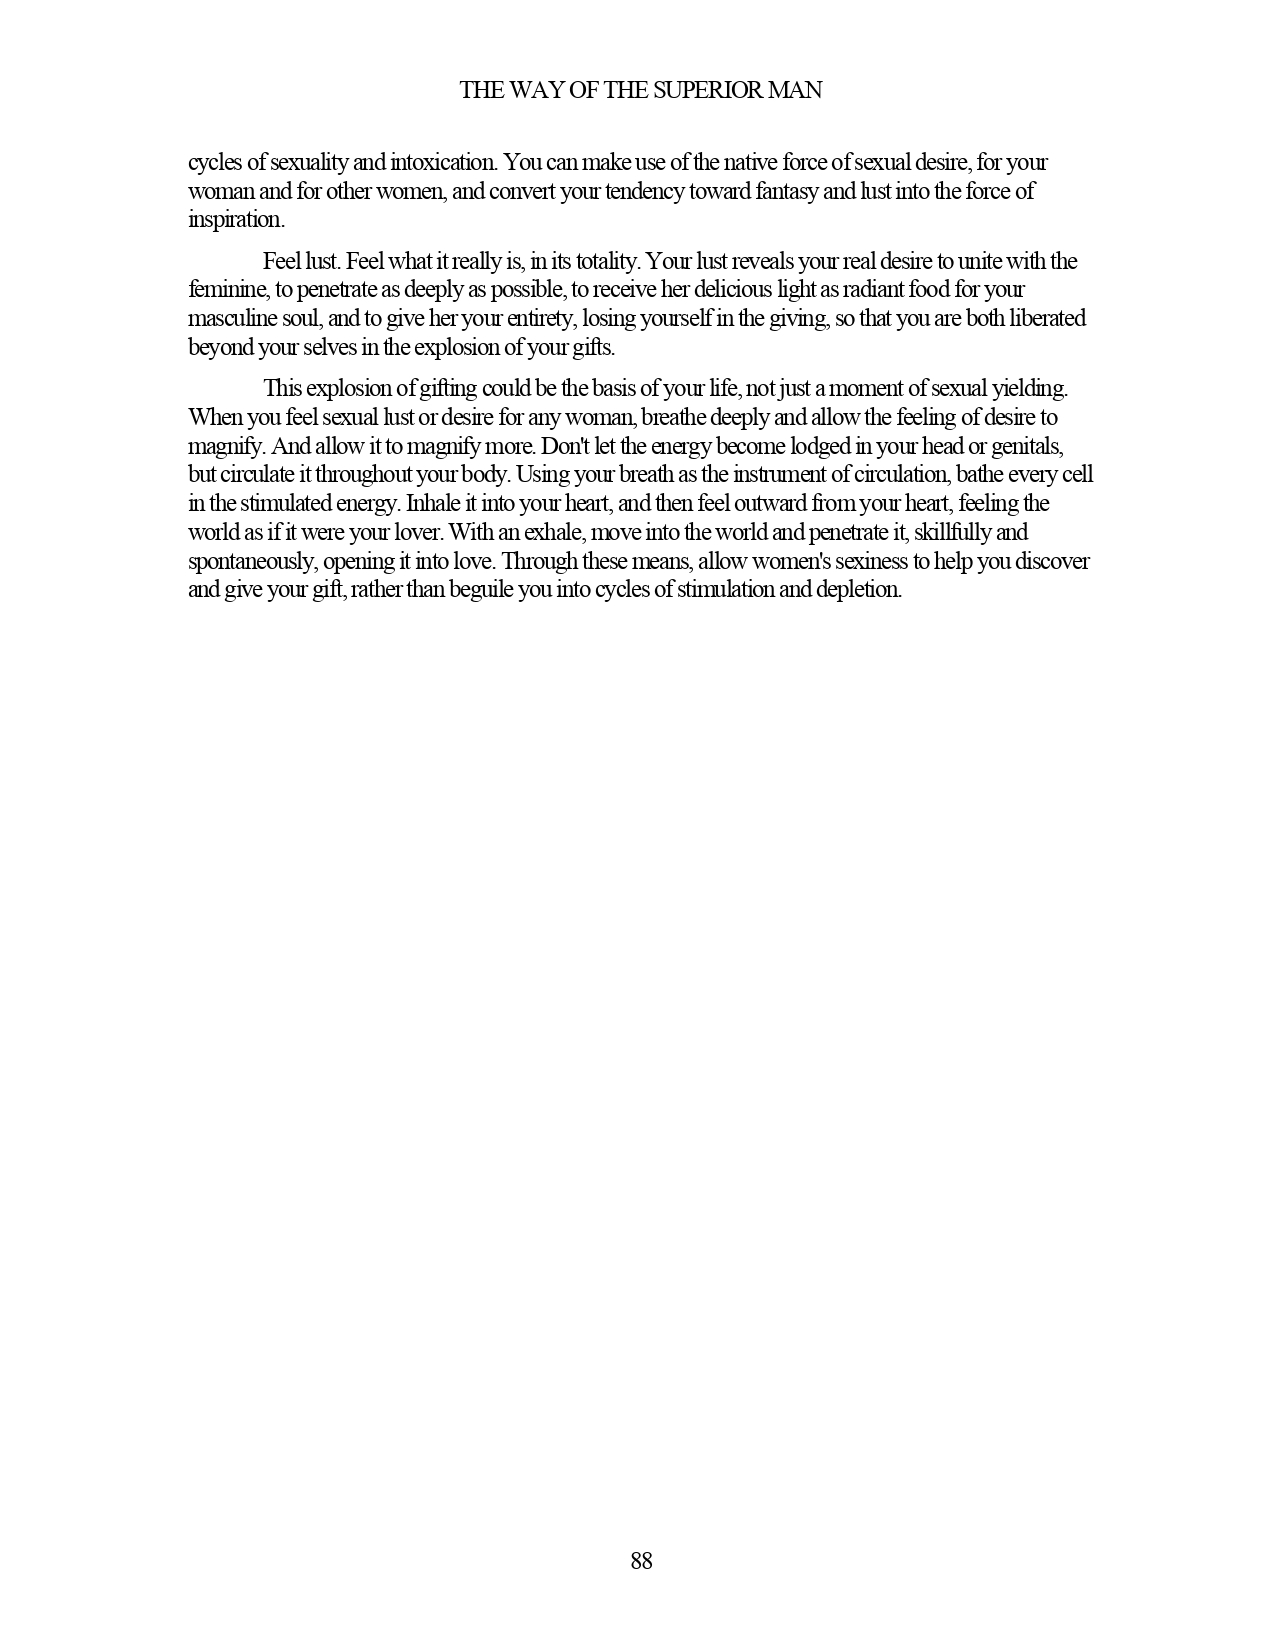 THE WAY OF THE SUPERIOR MAN
cycles of sexuality and intoxication. You can make use of the native force of sexual desire, for your
woman and for other women, and convert your tendency toward fantasy and lust into the force of
inspiration.
Feel lust. Feel what it really is, in its totality. Your lust reveals your real desire to unite with the
feminine, to penetrate as deeply as possible, to receive her delicious light as radiant food for your
masculine soul, and to give her your entirety, losing yourself in the giving, so that you are both liberated
beyond your selves in the explosion of your gifts.
This explosion of gifting could be the basis of your life, not just a moment of sexual yielding.
When you feel sexual lust or desire for any woman, breathe deeply and allow the feeling of desire to
magnify. And allow it to magnify more. Don't let the energy become lodged in your head or genitals,
but circulate it throughout your body. Using your breath as the instrument of circulation, bathe every cell
in the stimulated energy. Inhale it into your heart, and then feel outward from your heart, feeling the
world as if it were your lover. With an exhale, move into the world and penetrate it, skillfully and
spontaneously, opening it into love. Through these means, allow women's sexiness to help you discover
and give your gift, rather than beguile you into cycles of stimulation and depletion.
88